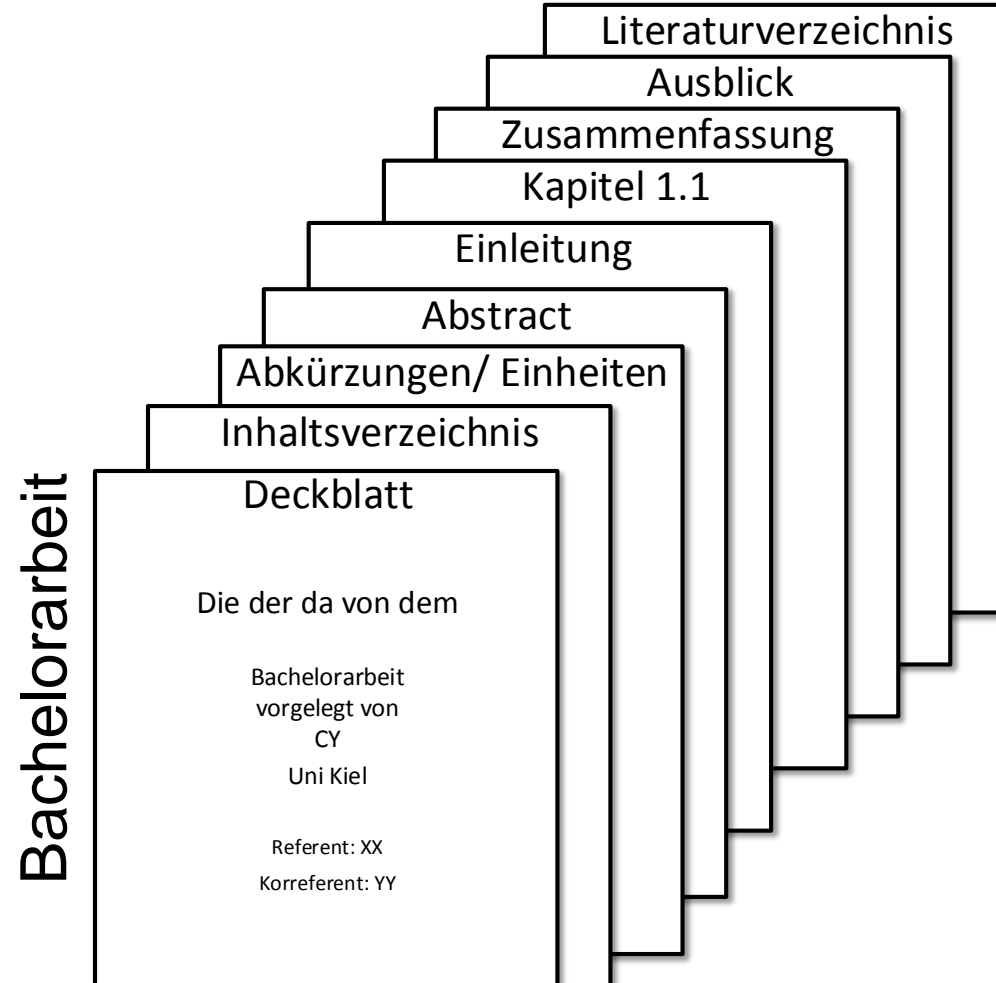 Literaturverzeichnis
Ausblick
Zusammenfassung
Kapitel 1.1
Einleitung
Abstract
Abkürzungen/ Einheiten
Inhaltsverzeichnis
Deckblatt
Die der da von dem
Bachelorarbeit
vorgelegt von
CY
Uni Kiel
Referent: XX
Korreferent: YY
Bachelorarbeit